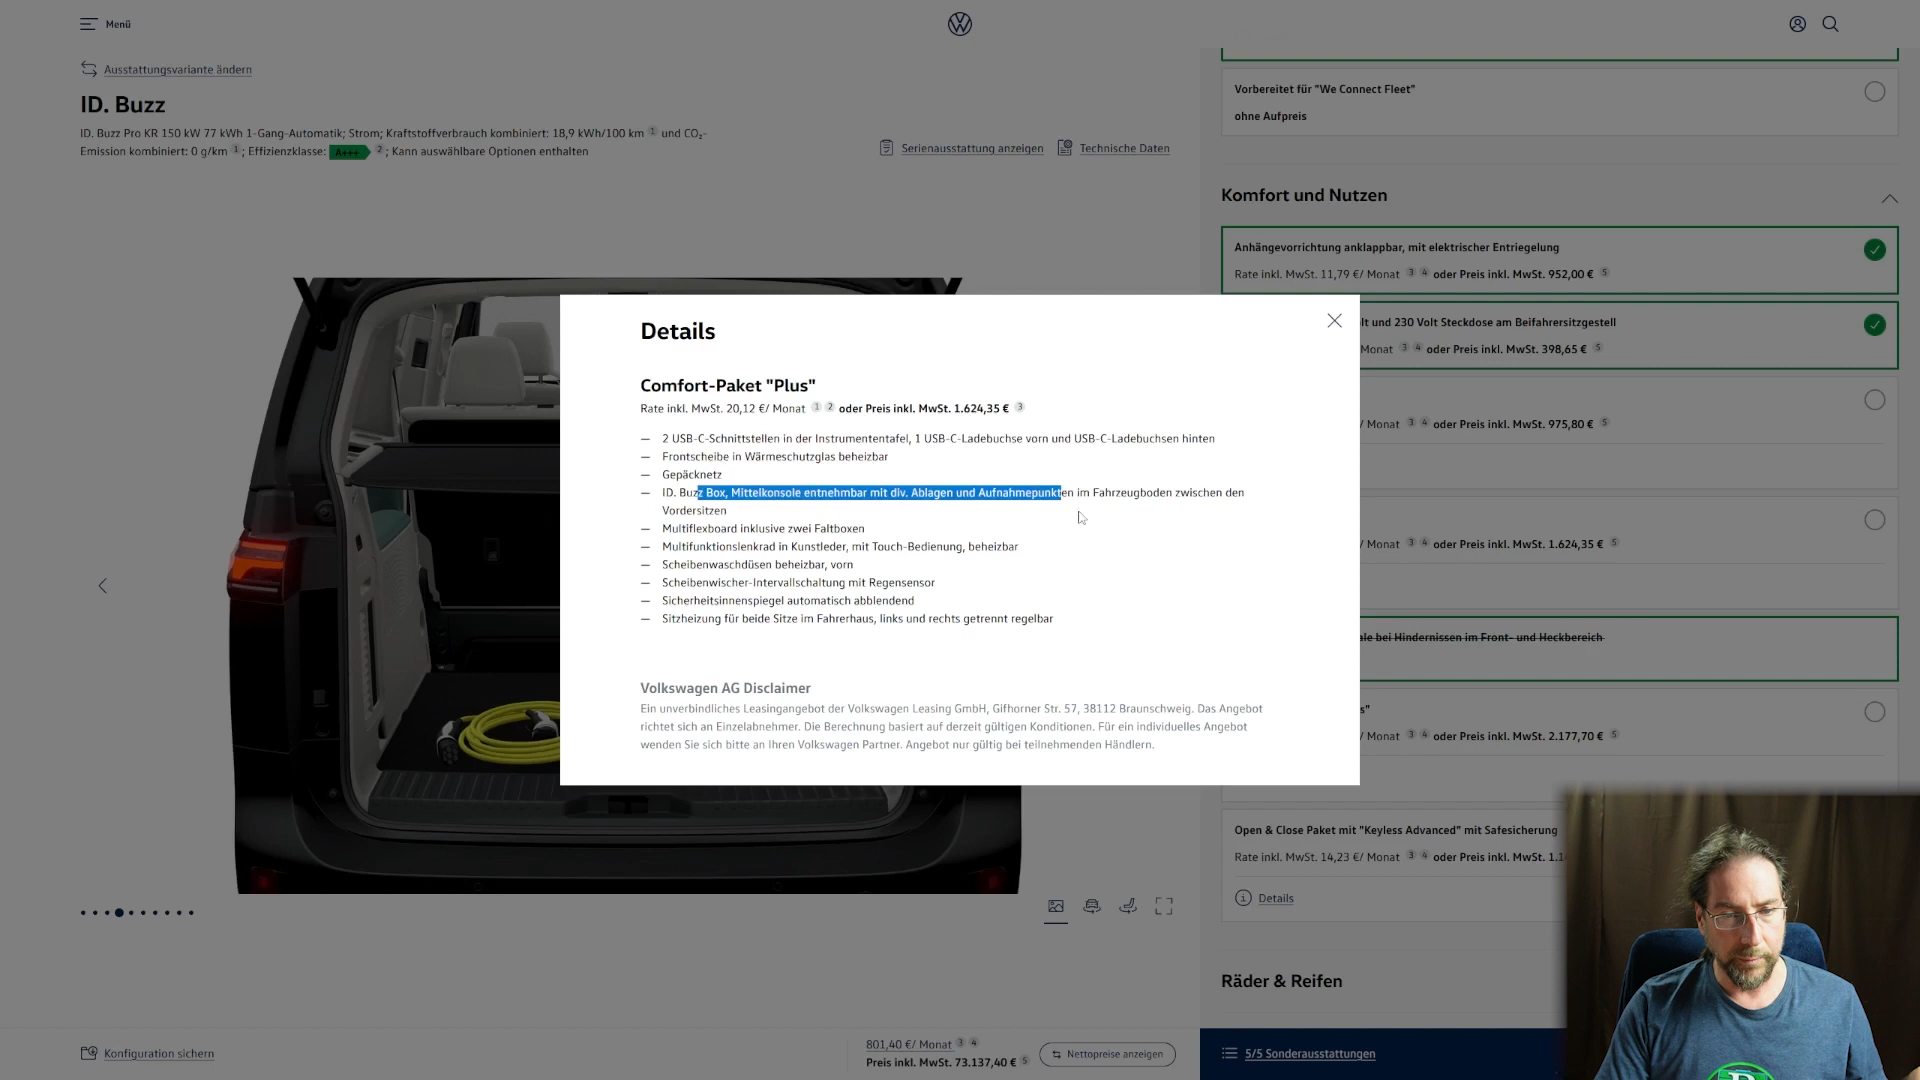 Menü
Ausstattungsvariante ändern
ID. Buzz
ID. Buzz Pro KR 150 kW 77 kWh 1-Gang-Automatik; Strom; Kraftstoffverbrauch kombiniert: 18,9 kWh/100 km 1 und CO₂-
Emission kombiniert: 0 g/km 1; Effizienzklasse: A+++ 2; Kann auswählbare Optionen enthalten
Serienausstattung anzeigen
Technische Daten
Vorbereitet für "We Connect Fleet"
ohne Aufpreis
Komfort und Nutzen
Anhängevorrichtung anklappbar, mit elektrischer Entriegelung
Rate inkl. MwSt. 11,79 €/ Monat 3 4 oder Preis inkl. MwSt. 952,00 € 5
lt und 230 Volt Steckdose am Beifahrersitzgestell
Monat 3 4 oder Preis inkl. MwSt. 398,65 € 5
/ Monat 3 4 oder Preis inkl. MwSt. 975,80 € 5
/ Monat 3 4 oder Preis inkl. MwSt. 1.624,35 € 5
ale bei Hindernissen im Front- und Heckbereich
s"
/ Monat 3 4 oder Preis inkl. MwSt. 2.177,70 € 5
Open & Close Paket mit "Keyless Advanced" mit Safesicherung
Rate inkl. MwSt. 14,23 €/ Monat 3 4 oder Preis inkl. MwSt. 1.1
Details
Räder & Reifen
Details
Comfort-Paket "Plus"
Rate inkl. MwSt. 20,12 €/ Monat 1 2 oder Preis inkl. MwSt. 1.624,35 € 3
— 2 USB-C-Schnittstellen in der Instrumententafel, 1 USB-C-Ladebuchse vorn und USB-C-Ladebuchsen hinten
— Frontscheibe in Wärmeschutzglas beheizbar
— Gepäcknetz
— ID. Buzz Box, Mittelkonsole entnehmbar mit div. Ablagen und Aufnahmepunkten im Fahrzeugboden zwischen den
Vordersitzen
— Multiflexboard inklusive zwei Faltboxen
— Multifunktionslenkrad in Kunstleder, mit Touch-Bedienung, beheizbar
— Scheibenwaschdüsen beheizbar, vorn
— Scheibenwischer-Intervallschaltung mit Regensensor
— Sicherheitsinnenspiegel automatisch abblendend
— Sitzheizung für beide Sitze im Fahrerhaus, links und rechts getrennt regelbar
Volkswagen AG Disclaimer
Ein unverbindliches Leasingangebot der Volkswagen Leasing GmbH, Gifhorner Str. 57, 38112 Braunschweig. Das Angebot
richtet sich an Einzelabnehmer. Die Berechnung basiert auf derzeit gültigen Konditionen. Für ein individuelles Angebot
wenden Sie sich bitte an Ihren Volkswagen Partner. Angebot nur gültig bei teilnehmenden Händlern.
Konfiguration sichern
801,40 €/ Monat 3 4
Preis inkl. MwSt. 73.137,40 € 5
Nettopreise anzeigen
5/5 Sonderausstattungen